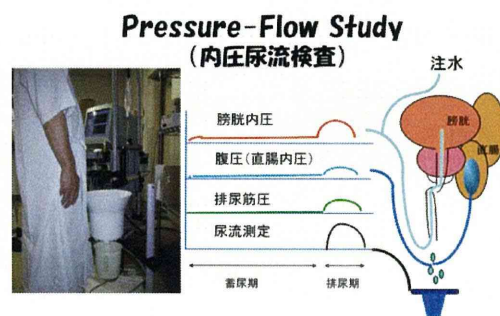 Pressure-Flow Study
(内圧尿流検査)
注水
膀胱内圧
膀胱
直腸
腹圧(直腸内圧)
排尿筋圧
尿流測定
蓄尿期
排尿期